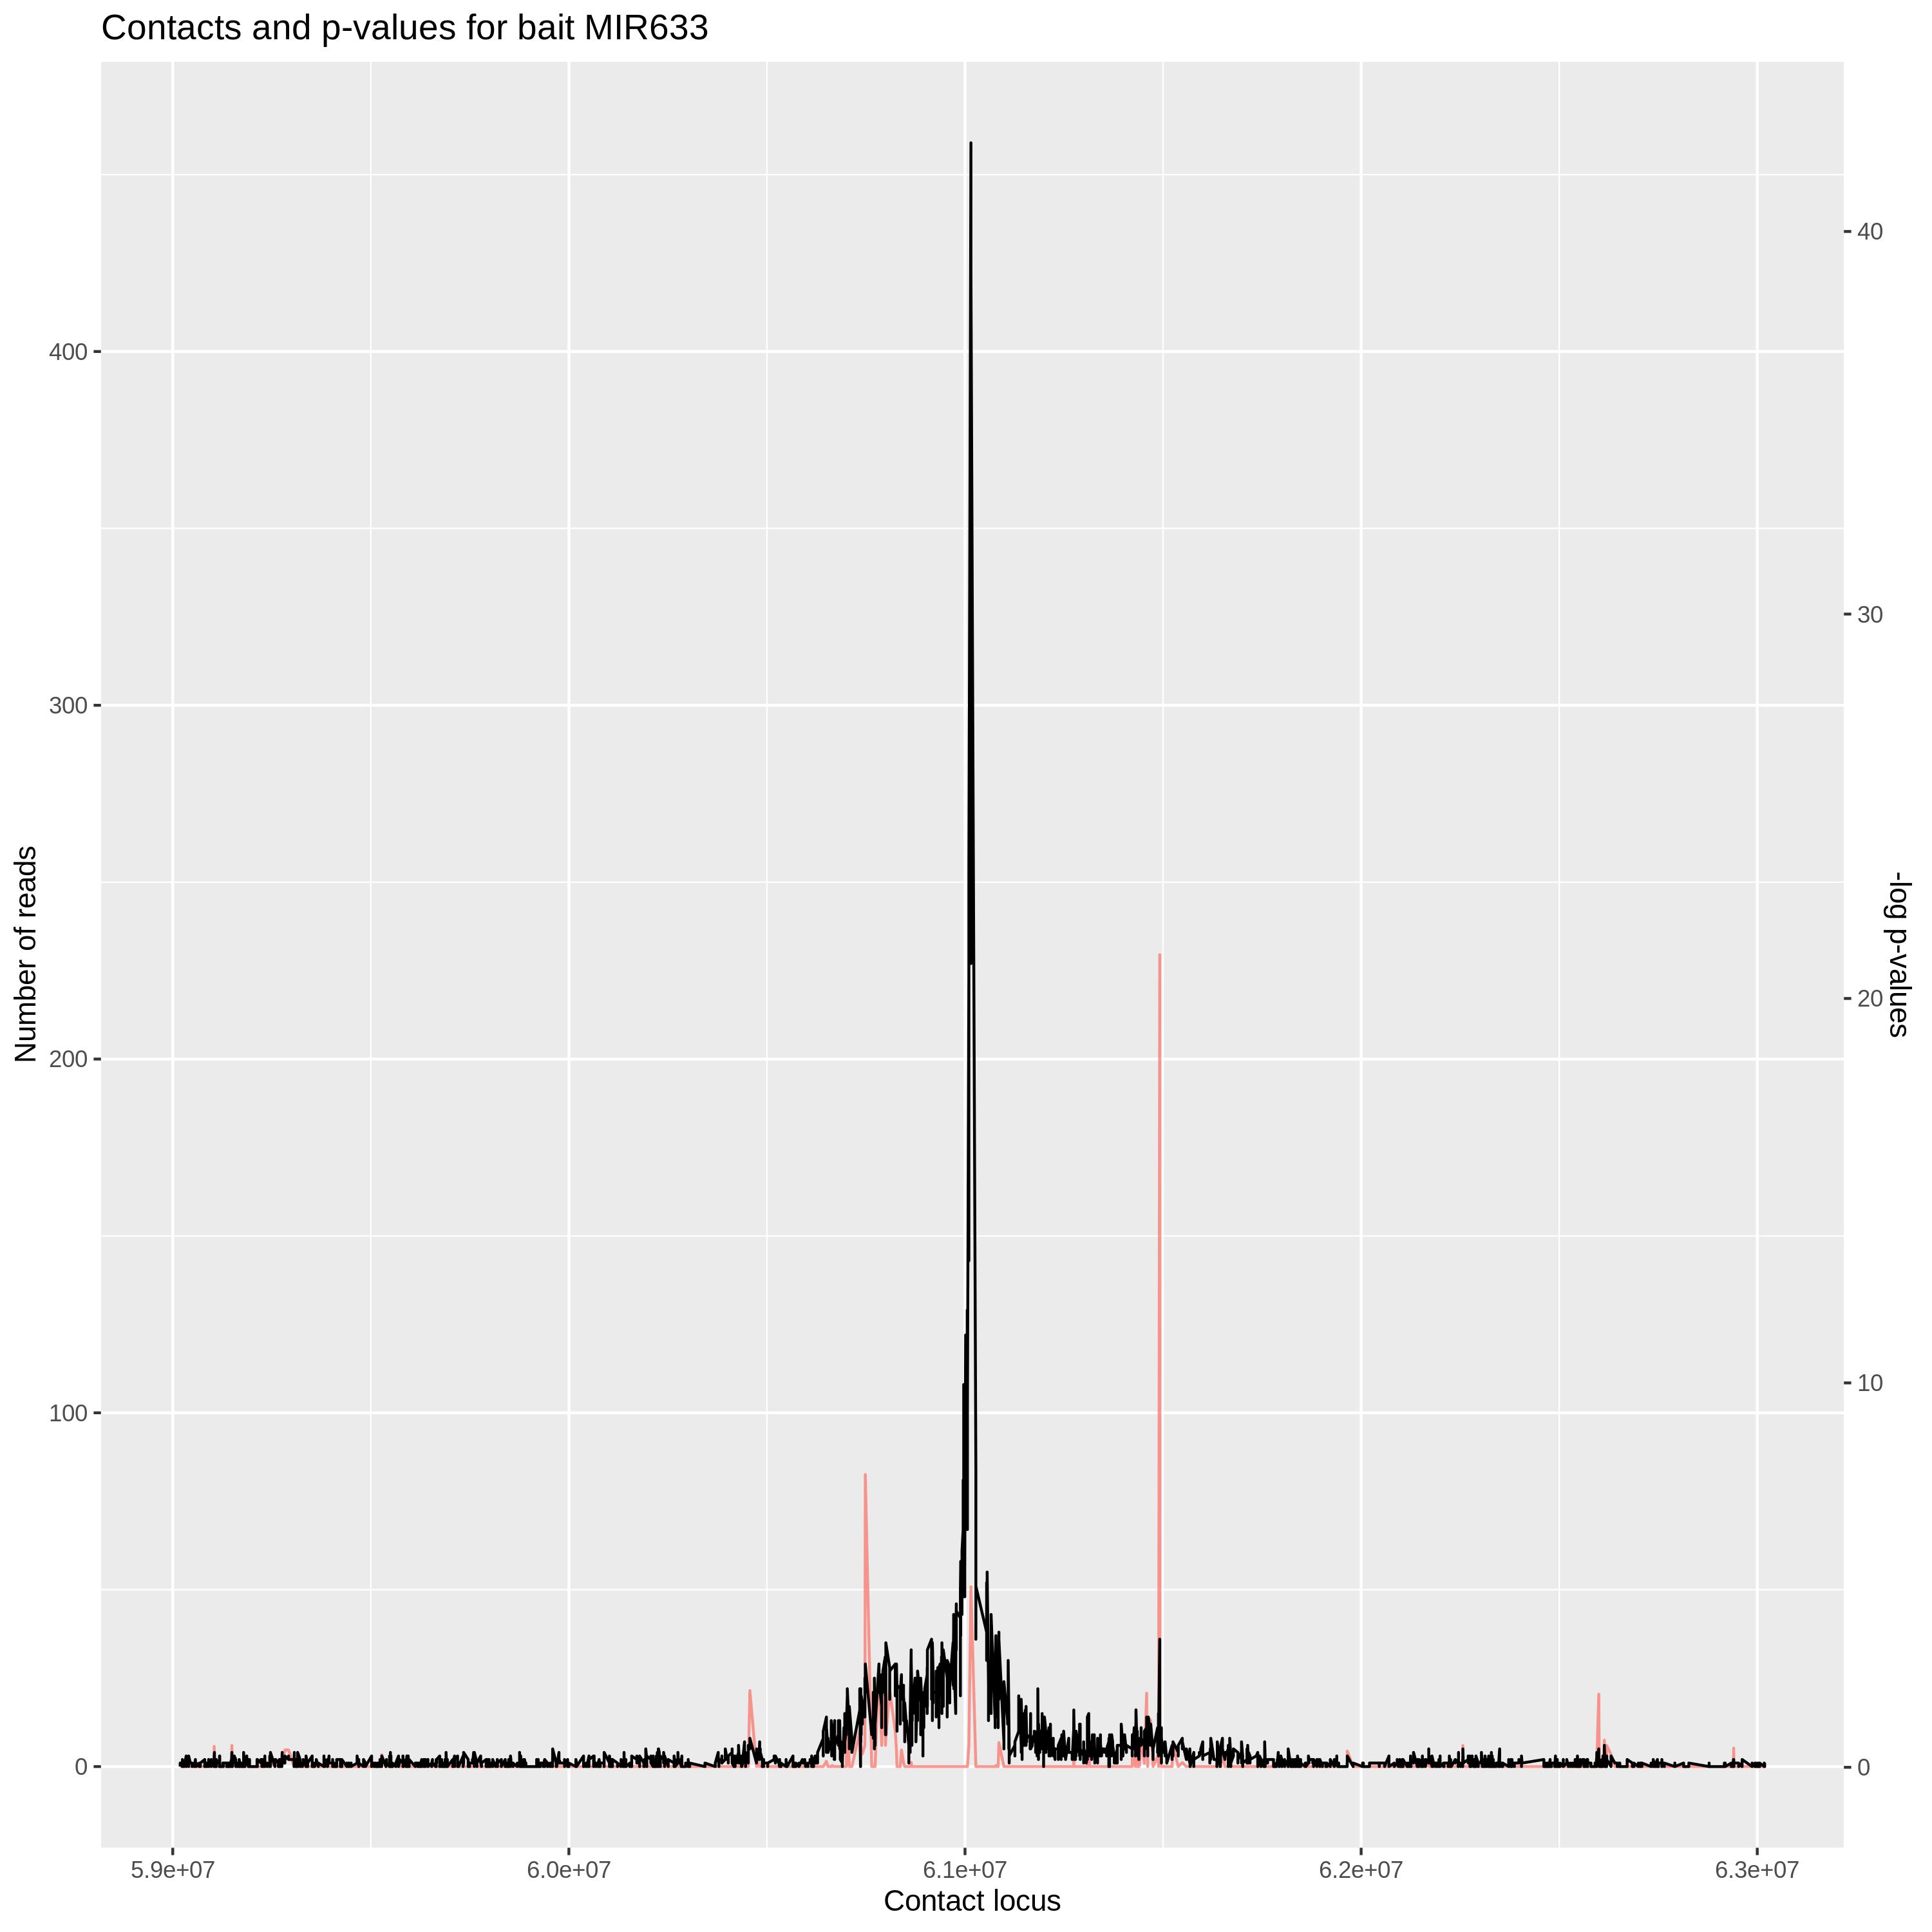 Contacts and p-values for bait MIR633
Number of reads
400
300
200
100
0
-log p-values
40
30
20
10
0
5.9e+07
6.0e+07
6.1e+07
6.2e+07
6.3e+07
Contact locus